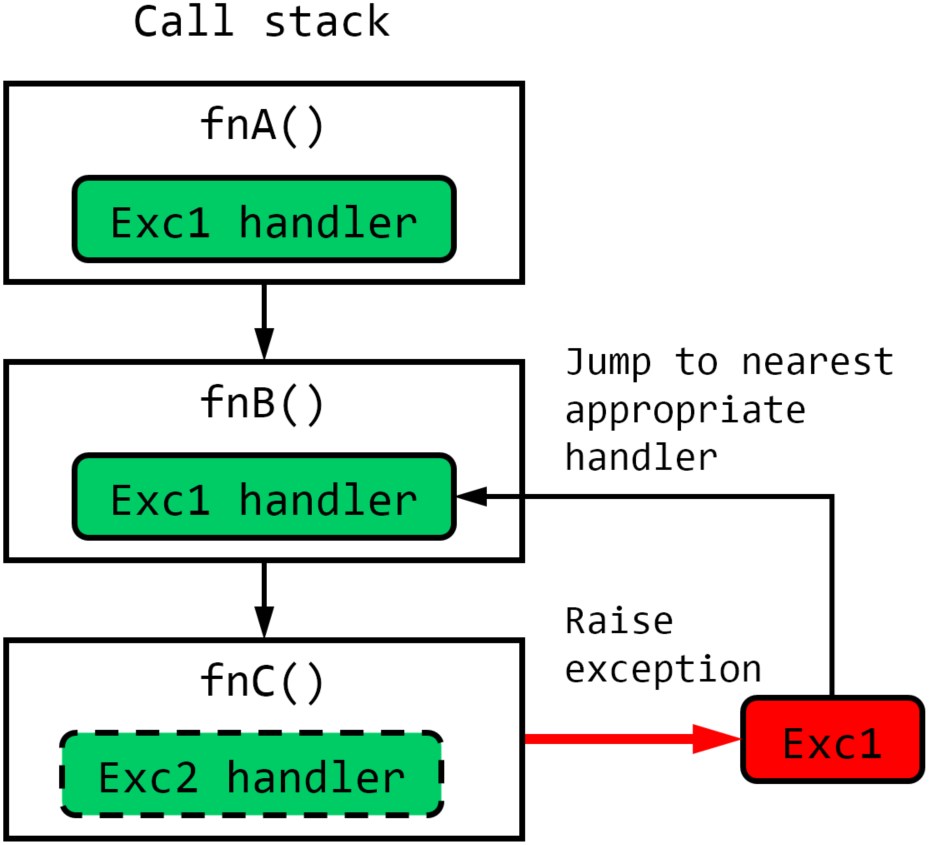 Call stack
fnA()
Exc1 handler
fnB()
Exc1 handler
Jump to nearest
appropriate
handler
fnC()
Exc2 handler
Raise
exception
Exc1